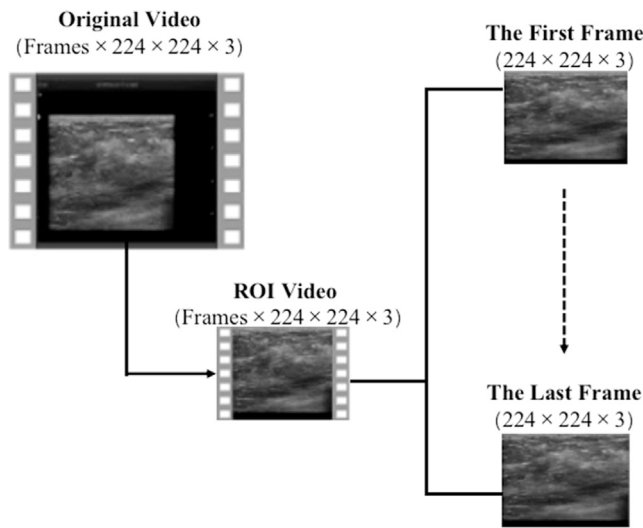 Original Video
(Frames × 224 × 224 × 3)
The First Frame
(224 × 224 × 3)
ROI Video
(Frames × 224 × 224 × 3)
The Last Frame
(224 × 224 × 3)